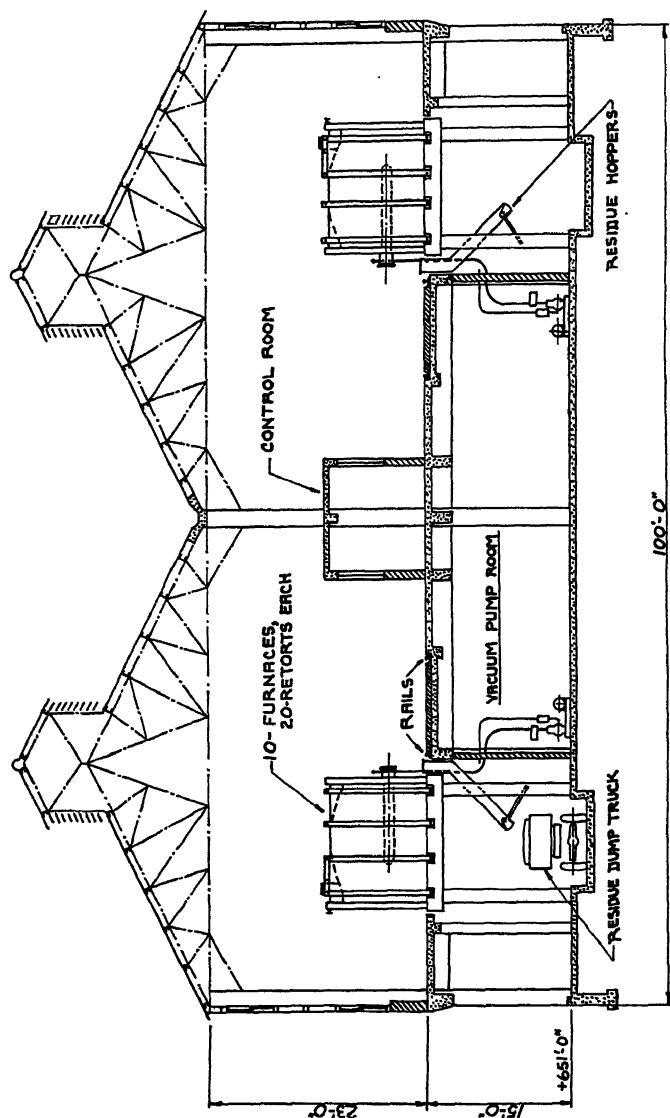 10-FURNACES,
20-RETORTS EACH
CONTROL ROOM
RAILS
VACUUM PUMP ROOM
RESIDUE DUMP TRUCK
RESIDUE HOPPERS
23'-0"
15'-0"
+651'-0"
100'-0"